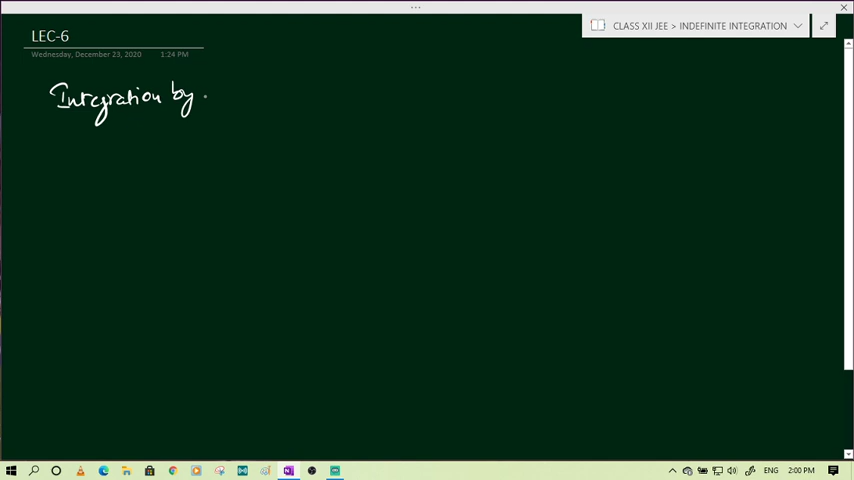 CLASS XII JEE > INDEFINITE INTEGRATION
LEC-6
Wednesday, December 23, 2020 1:24 PM
Integration by
ENG 2:00 PM